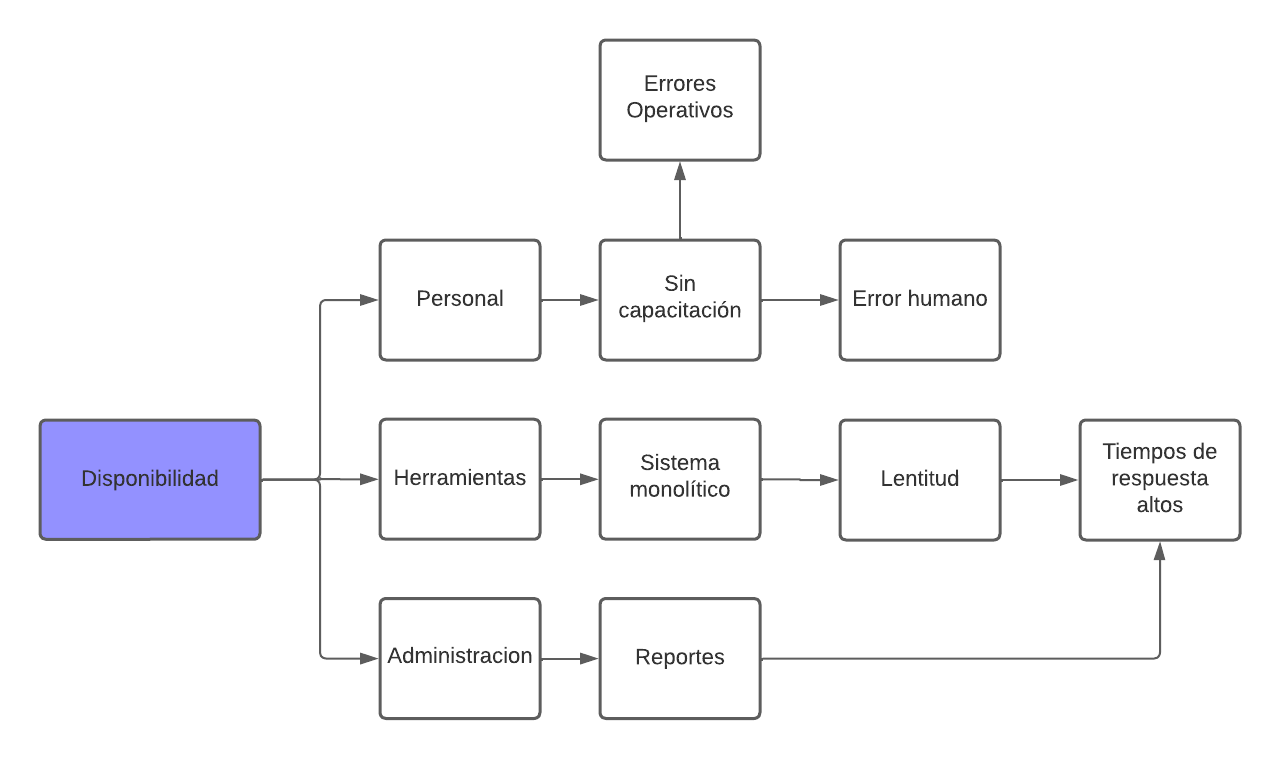 Errores
Operativos
Personal
Sin
capacitación
Error humano
Disponibilidad
Herramientas
Sistema
monolítico
Lentitud
Tiempos de
respuesta
altos
Administracion
Reportes